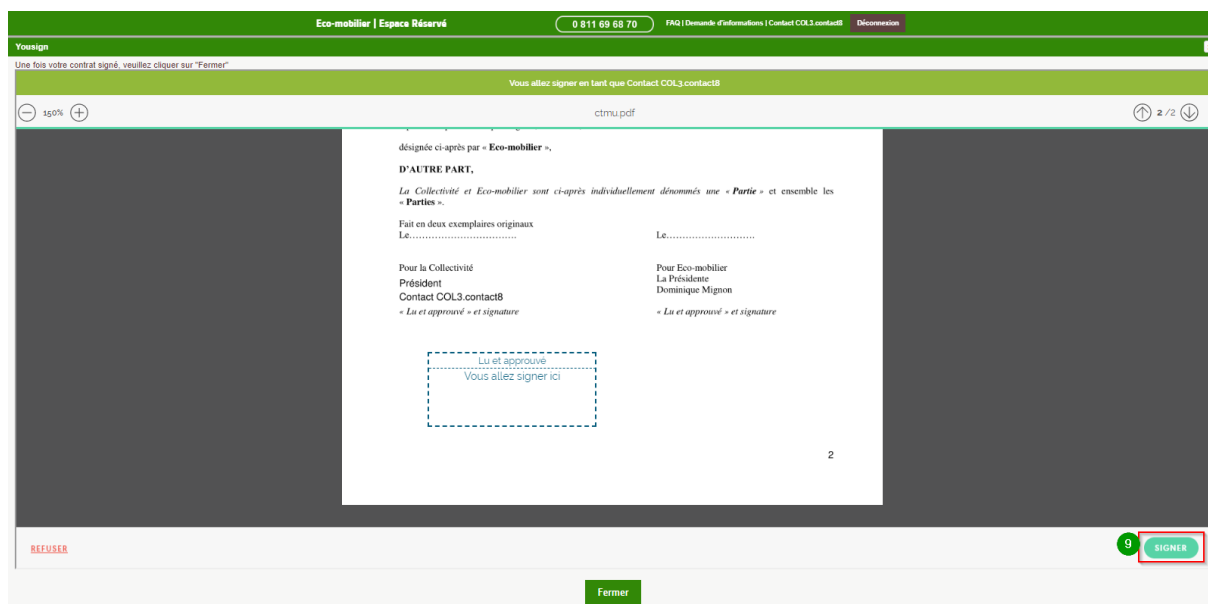 Eco-mobilier | Espace Réservé
0 811 69 68 70
FAQ | Demande d'informations | Contact COL3.contact8
Déconnexion
Yousign
Une fois votre contrat signé, veuillez cliquer sur "Fermer"
Vous allez signer en tant que Contact COL3.contact8
150%
ctmu.pdf
2 /2
désignée ci-après par « Eco-mobilier »,
D'AUTRE PART,
La Collectivité et Eco-mobilier sont ci-après individuellement dénommés une « Partie » et ensemble les
« Parties ».
Fait en deux exemplaires originaux
Le……………………………
Le………………………
Pour la Collectivité
Président
Contact COL3.contact8
« Lu et approuvé » et signature
Pour Eco-mobilier
La Présidente
Dominique Mignon
« Lu et approuvé » et signature
Lu et approuvé
Vous allez signer ici
2
REFUSER
9
SIGNER
Fermer